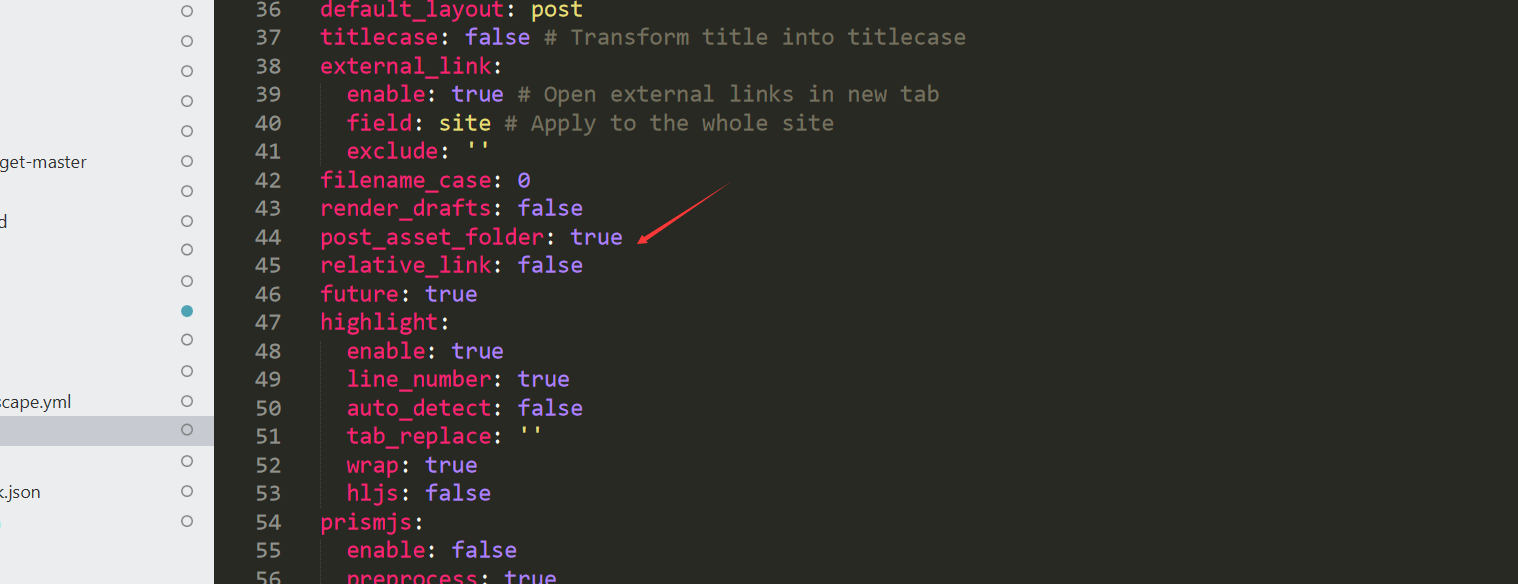 get-master
d
scape.yml
k.json
36 default_layout: post
37 titlecase: false # Transform title into titlecase
38 external_link:
39 enable: true # Open external links in new tab
40 field: site # Apply to the whole site
41 exclude: ''
42 filename_case: 0
43 render_drafts: false
44 post_asset_folder: true
45 relative_link: false
46 future: true
47 highlight:
48 enable: true
49 line_number: true
50 auto_detect: false
51 tab_replace: ''
52 wrap: true
53 hljs: false
54 prismjs:
55 enable: false
56 preprocess: true